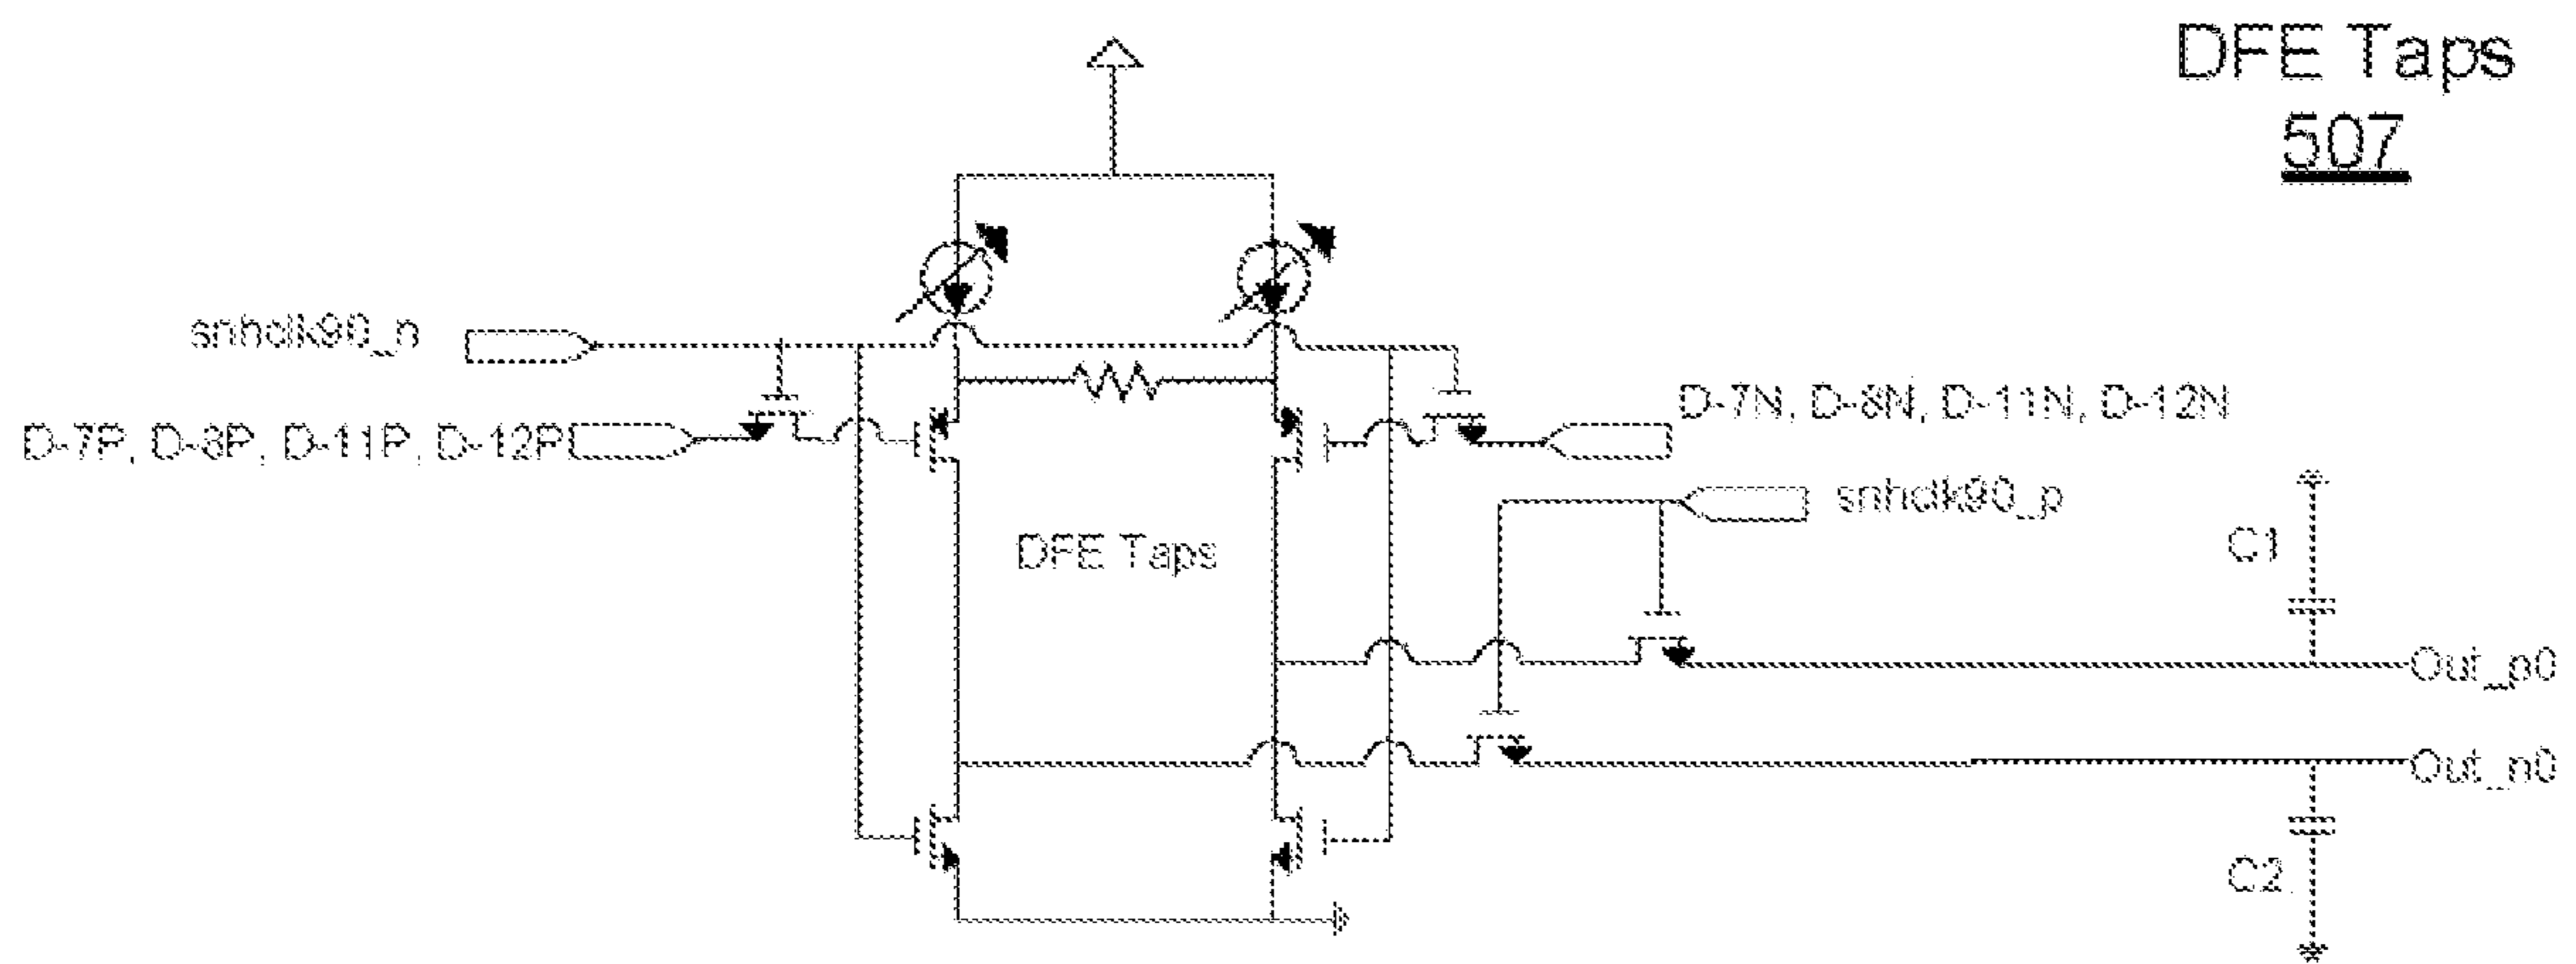 DFE Taps
507
snhclk90_n
D-7P, D-8P, D-11P, D-12P
D-7N, D-8N, D-11N, D-12N
snhclk90_p
DFE Taps
C1
Out_p0
Out_n0
C2